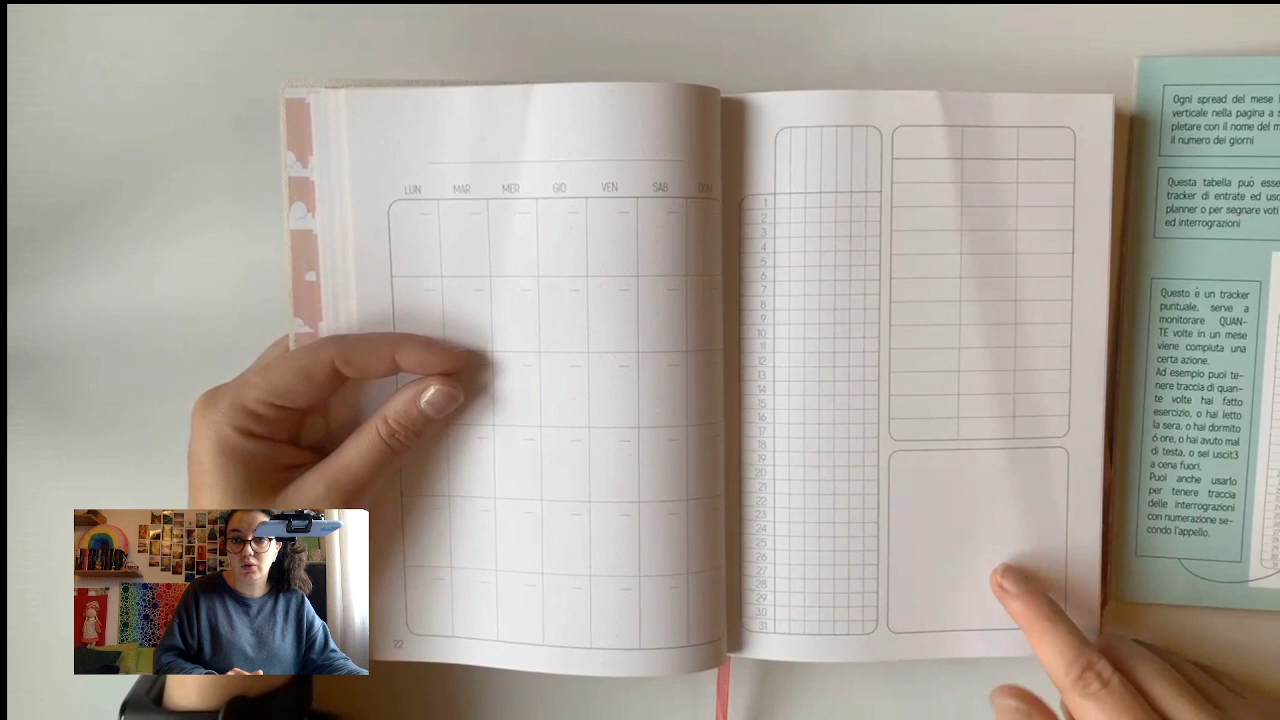 LUN MAR MER GIO VEN SAB DOM
22
1
2
3
4
5
6
7
8
9
10
11
12
13
14
15
16
17
18
19
20
21
22
23
24
25
26
27
28
29
30
31
Ogni spread del mese
verticale nella pagina a
pletare con il nome del
il numero dei giorni
Questa tabella può
tracker di entrate ed
planner o per segnare voti
ed interrogazioni
Questo è un tracker
puntuale, serve a
monitorare QUAN-
TE volte in un mese
viene compiuta una
certa azione.
Ad esempio puoi te-
nere traccia di quan-
te volte hai fatto
esercizio, o hai letto
la sera, o hai dormito
6 ore, o hai avuto mal
di testa, o sei uscit3
a cena fuori.
Puoi anche usarlo
per tenere traccia
delle interrogazioni
con numerazione se-
condo l'appello.